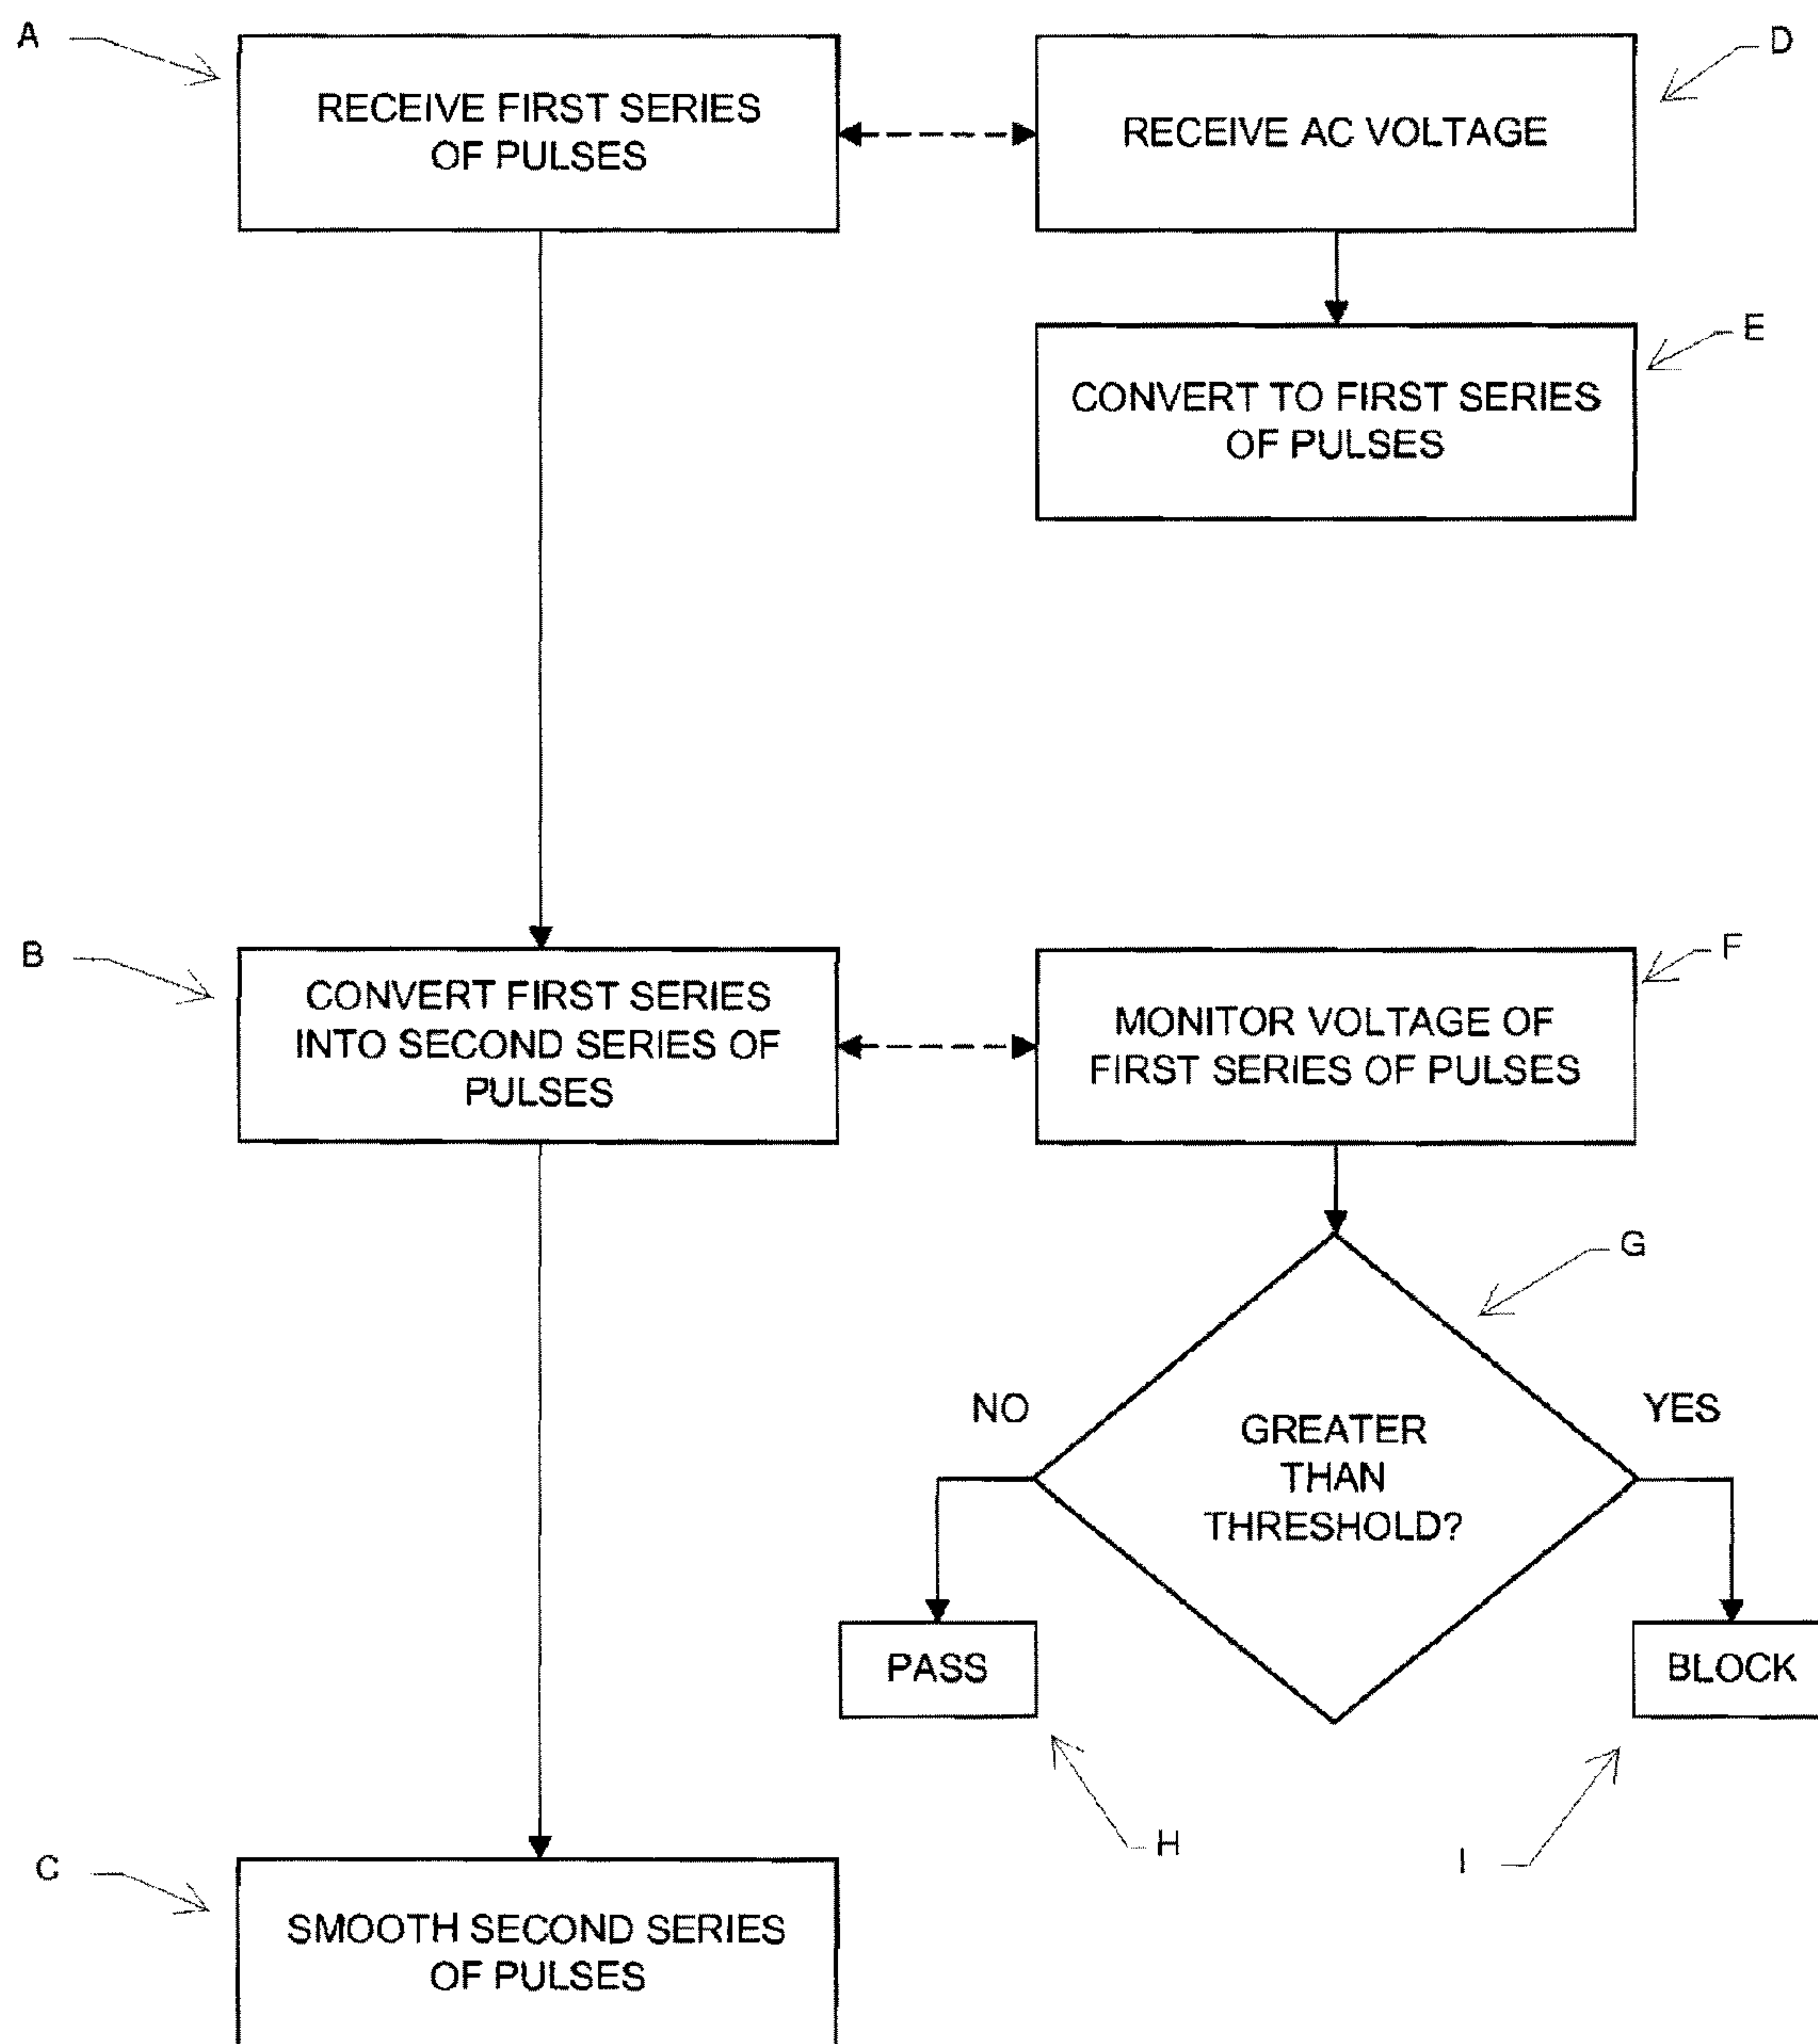 A
RECEIVE FIRST SERIES
OF PULSES
RECEIVE AC VOLTAGE
D
CONVERT TO FIRST SERIES
OF PULSES
E
B
CONVERT FIRST SERIES
INTO SECOND SERIES OF
PULSES
MONITOR VOLTAGE OF
FIRST SERIES OF PULSES
F
G
NO
GREATER
THAN
THRESHOLD?
YES
PASS
BLOCK
H
I
C
SMOOTH SECOND SERIES
OF PULSES